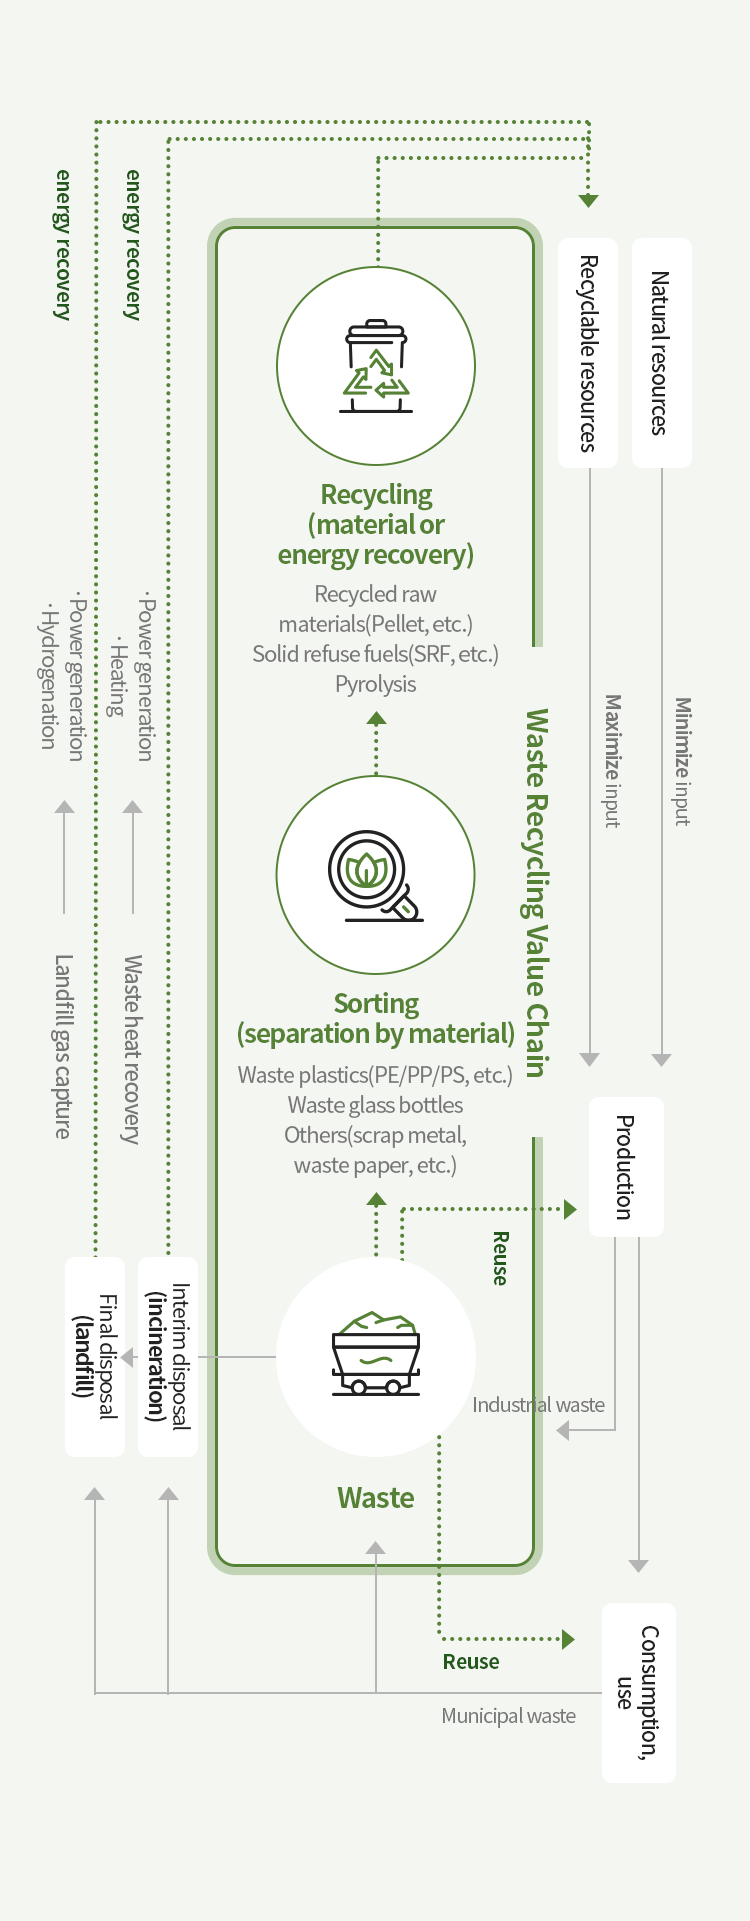 energy recovery
energy recovery
Recyclable resources
Natural resources
Recycling
(material or
energy recovery)
Recycled raw
materials(Pellet, etc.)
Solid refuse fuels(SRF, etc.)
Pyrolysis
· Power generation
· Hydrogenation
· Power generation
· Heating
Maximize input
Minimize input
Waste Recycling Value Chain
Landfill gas capture
Waste heat recovery
Sorting
(separation by material)
Waste plastics(PE/PP/PS, etc.)
Waste glass bottles
Others(scrap metal,
waste paper, etc.)
Production
Reuse
Final disposal
(landfill)
Interim disposal
(incineration)
Industrial waste
Waste
Reuse
Municipal waste
Consumption,
use